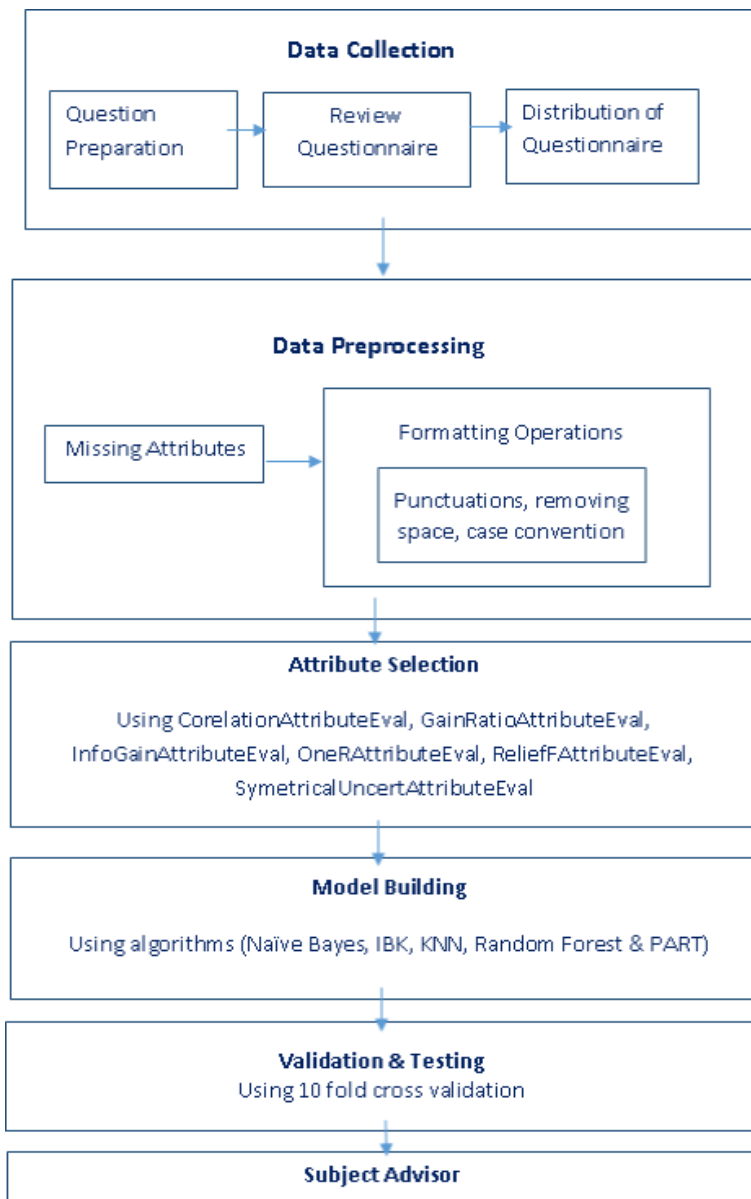 Data Collection
Question
Preparation
Review
Questionnaire
Distribution of
Questionnaire
Data Preprocessing
Missing Attributes
Formatting Operations
Punctuations, removing
space, case convention
Attribute Selection
Using CorelationAttributeEval, GainRatioAttributeEval,
InfoGainAttributeEval, OneRAttributeEval, ReliefFAttributeEval,
SymetricalUncertAttributeEval
Model Building
Using algorithms (Naïve Bayes, IBK, KNN, Random Forest & PART)
Validation & Testing
Using 10 fold cross validation
Subject Advisor